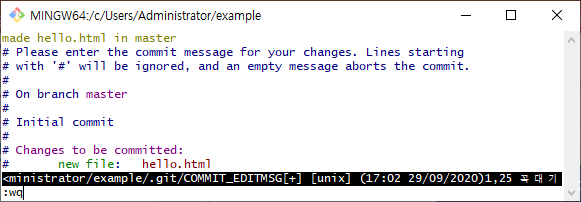 MINGW64:/c/Users/Administrator/example
made hello.html in master
# Please enter the commit message for your changes. Lines starting
# with '#' will be ignored, and an empty message aborts the commit.
#
# On branch master
#
# Initial commit
#
# Changes to be committed:
#       new file:   hello.html
<ministrator/example/.git/COMMIT_EDITMSG[+] [unix] (17:02 29/09/2020)1,25 꼭대기
:wq